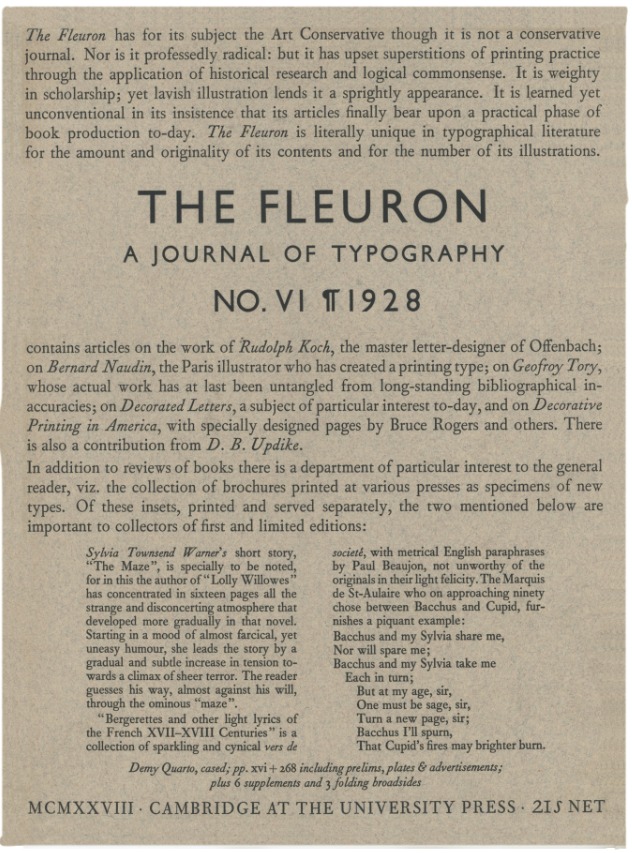 The Fleuron has for its subject the Art Conservative though it is not a conservative
journal. Nor is it professedly radical: but it has upset superstitions of printing practice
through the application of historical research and logical commonsense. It is weighty
in scholarship; yet lavish illustration lends it a sprightly appearance. It is learned yet
unconventional in its insistence that its articles finally bear upon a practical phase of
book production to-day. The Fleuron is literally unique in typographical literature
for the amount and originality of its contents and for the number of its illustrations.
THE FLEURON
A JOURNAL OF TYPOGRAPHY
NO. VI ¶ 1928
contains articles on the work of Rudolph Koch, the master letter-designer of Offenbach;
on Bernard Naudin, the Paris illustrator who has created a printing type; on Geofroy Tory,
whose actual work has at last been untangled from long-standing bibliographical in-
accuracies; on Decorated Letters, a subject of particular interest to-day, and on Decorative
Printing in America, with specially designed pages by Bruce Rogers and others. There
is also a contribution from D. B. Updike.
In addition to reviews of books there is a department of particular interest to the general
reader, viz. the collection of brochures printed at various presses as specimens of new
types. Of these insets, printed and served separately, the two mentioned below are
important to collectors of first and limited editions:
Sylvia Townsend Warner's short story,
"The Maze", is specially to be noted,
for in this the author of "Lolly Willowes"
has concentrated in sixteen pages all the
strange and disconcerting atmosphere that
developed more gradually in that novel.
Starting in a mood of almost farcical, yet
uneasy humour, she leads the story by a
gradual and subtle increase in tension to-
wards a climax of sheer terror. The reader
guesses his way, almost against his will,
through the ominous "maze".
"Bergerettes and other light lyrics of
the French XVII–XVIII Centuries" is a
collection of sparkling and cynical vers de
societé, with metrical English paraphrases
by Paul Beaujon, not unworthy of the
originals in their light felicity. The Marquis
de St-Aulaire who on approaching ninety
chose between Bacchus and Cupid, fur-
nishes a piquant example:
Bacchus and my Sylvia share me,
Nor will spare me;
Bacchus and my Sylvia take me
Each in turn;
But at my age, sir,
One must be sage, sir,
Turn a new page, sir;
Bacchus I'll spurn,
That Cupid's fires may brighter burn.
Demy Quarto, cased; pp. xvi + 268 including prelims, plates & advertisements;
plus 6 supplements and 3 folding broadsides
MCMXXVIII · CAMBRIDGE AT THE UNIVERSITY PRESS · 21s NET